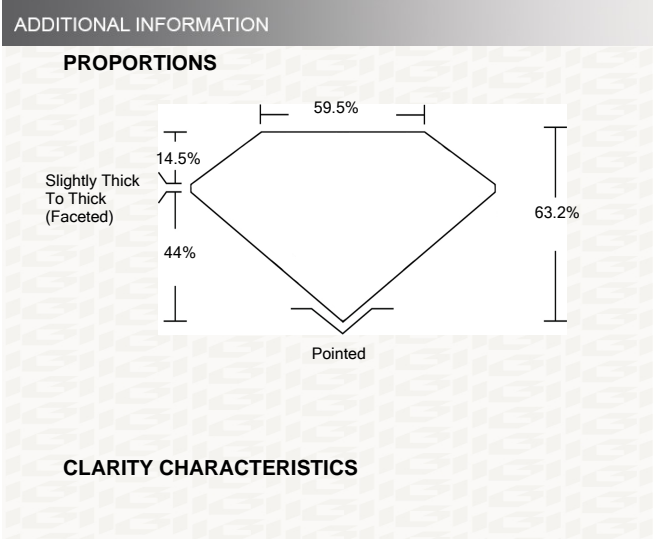 ADDITIONAL INFORMATION
PROPORTIONS
59.5%
14.5%
Slightly Thick
To Thick
(Faceted)
63.2%
44%
Pointed
CLARITY CHARACTERISTICS